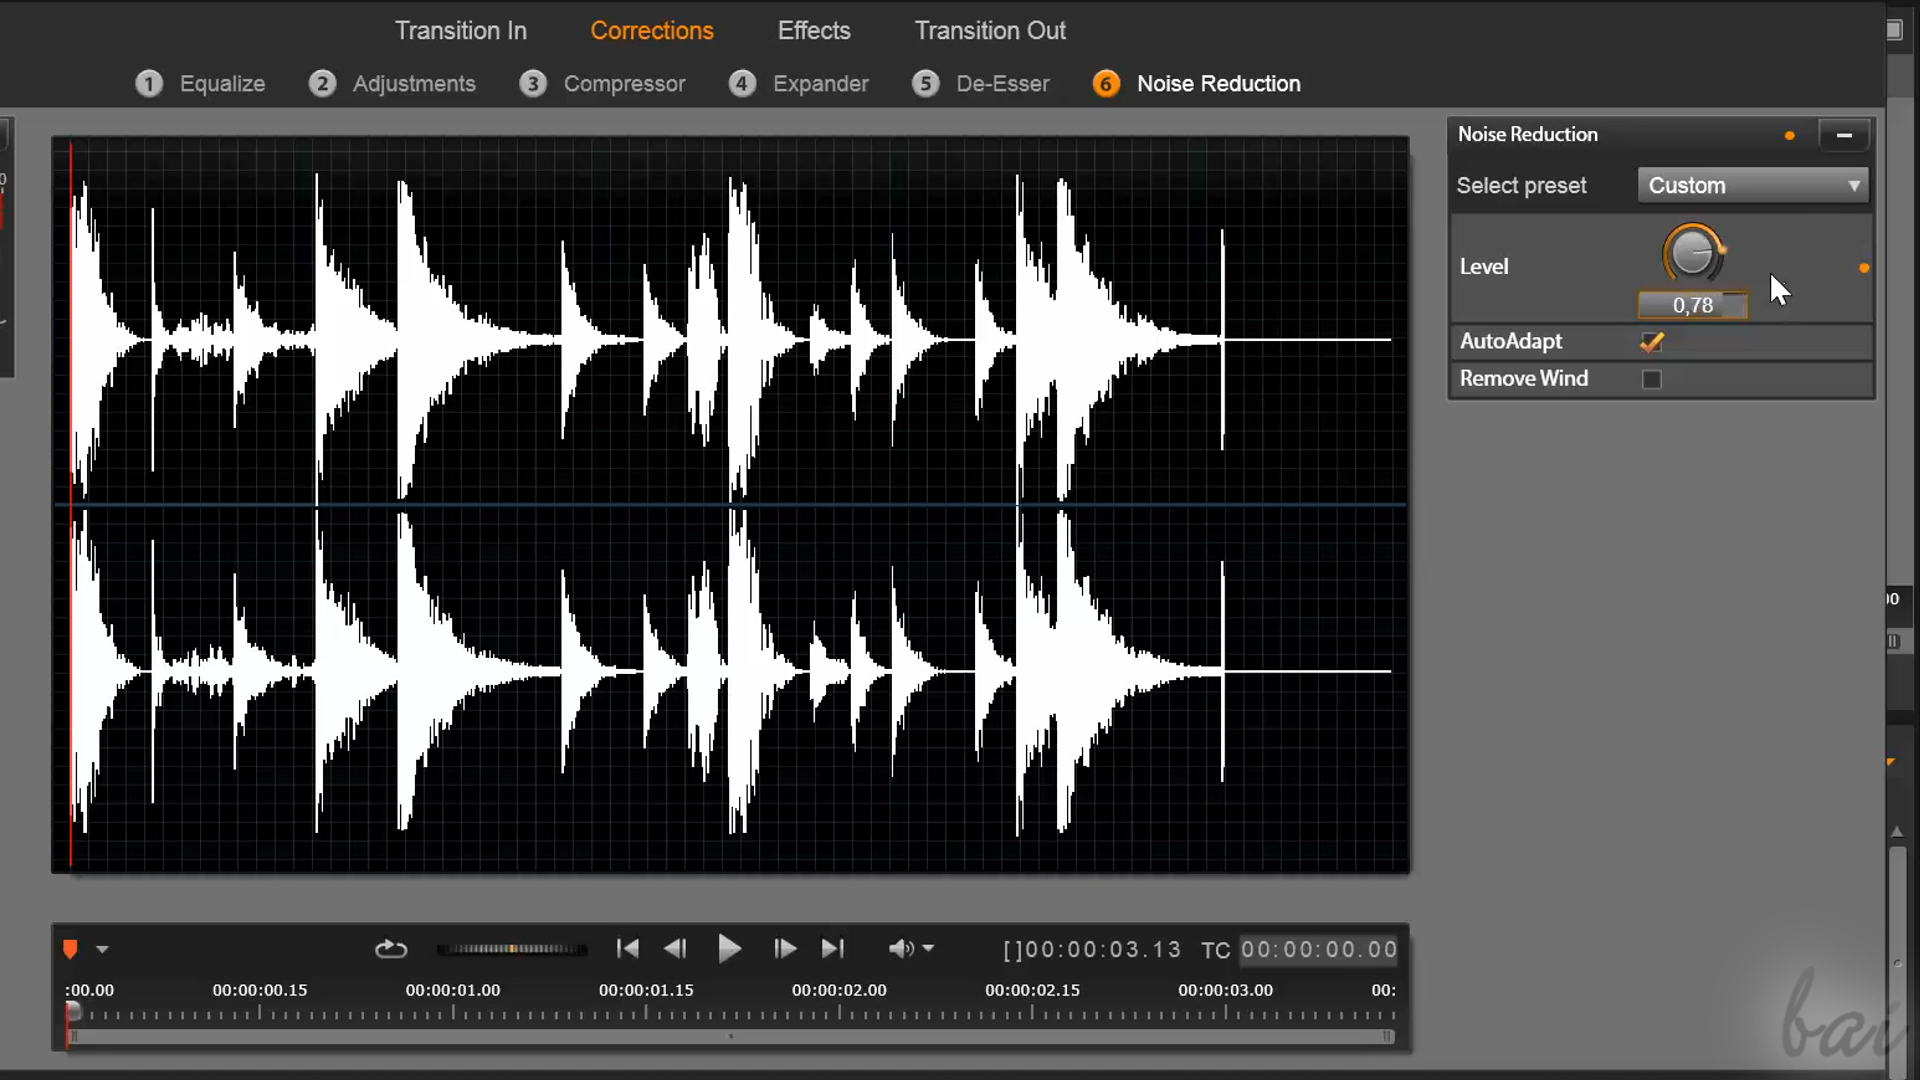 Transition In Corrections Effects Transition Out
1 Equalize 2 Adjustments 3 Compressor 4 Expander 5 De-Esser 6 Noise Reduction
Noise Reduction
Select preset Custom
Level
0,78
AutoAdapt
Remove Wind
[]00:00:03.13 TC 00:00:00.00
:00.00 00:00:00.15 00:00:01.00 00:00:01.15 00:00:02.00 00:00:02.15 00:00:03.00 00:
bai